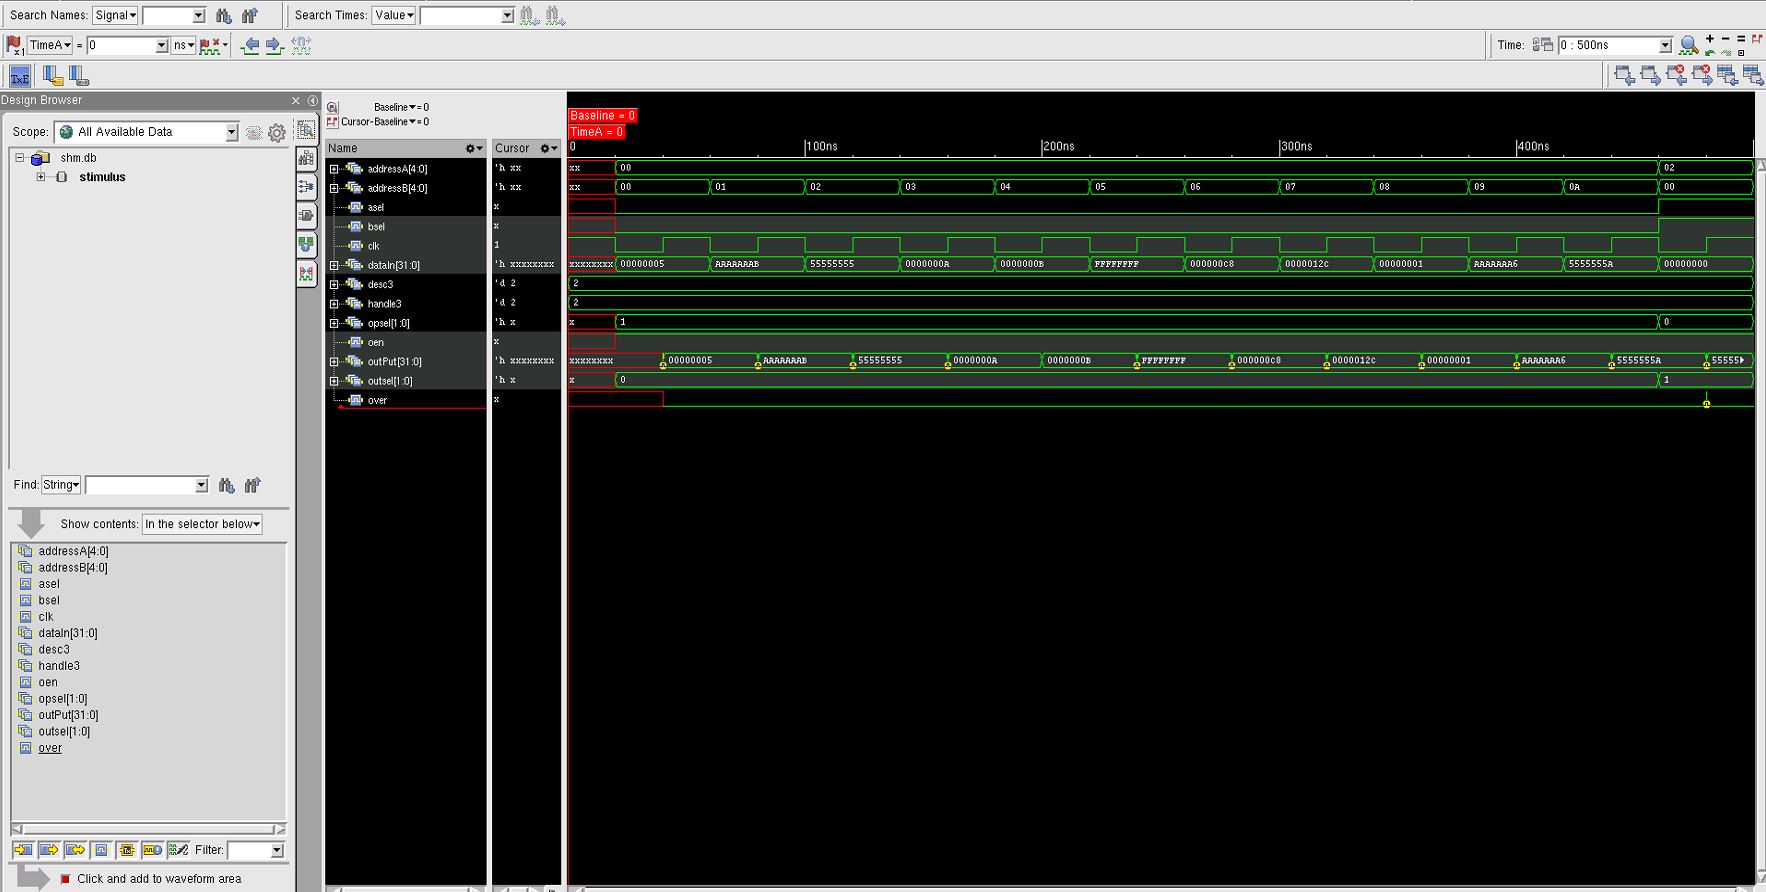 Search Names: Signal Search Times: Value
TimeA = 0 ns Time: 0 : 500ns
TxE
Design Browser
Scope: All Available Data
shm.db
stimulus
Find: String
Show contents: In the selector below
addressA[4:0]
addressB[4:0]
asel
bsel
clk
dataIn[31:0]
desc3
handle3
oen
opsel[1:0]
outPut[31:0]
outsel[1:0]
over
Filter:
Click and add to waveform area
Baseline = 0
Cursor-Baseline = 0
Name Cursor
Baseline = 0
TimeA = 0
0 100ns 200ns 300ns 400ns
addressA[4:0] 'h xx xx 00 02
addressB[4:0] 'h xx xx 00 01 02 03 04 05 06 07 08 09 0A 00
asel x
bsel x
clk 1
dataIn[31:0] 'h xxxxxxxx xxxxxxxx 00000005 AAAAAAAB 55555555 0000000A 0000000B FFFFFFFF 000000C8 0000012C 00000001 AAAAAAA6 5555555A 00000000
desc3 'd 2 2
handle3 'd 2 2
opsel[1:0] 'h x x 1 0
oen x
outPut[31:0] 'h xxxxxxxx xxxxxxxx 00000005 AAAAAAAB 55555555 0000000A 0000000B FFFFFFFF 000000C8 0000012C 00000001 AAAAAAA6 5555555A 55555
outsel[1:0] 'h x x 0 1
over x